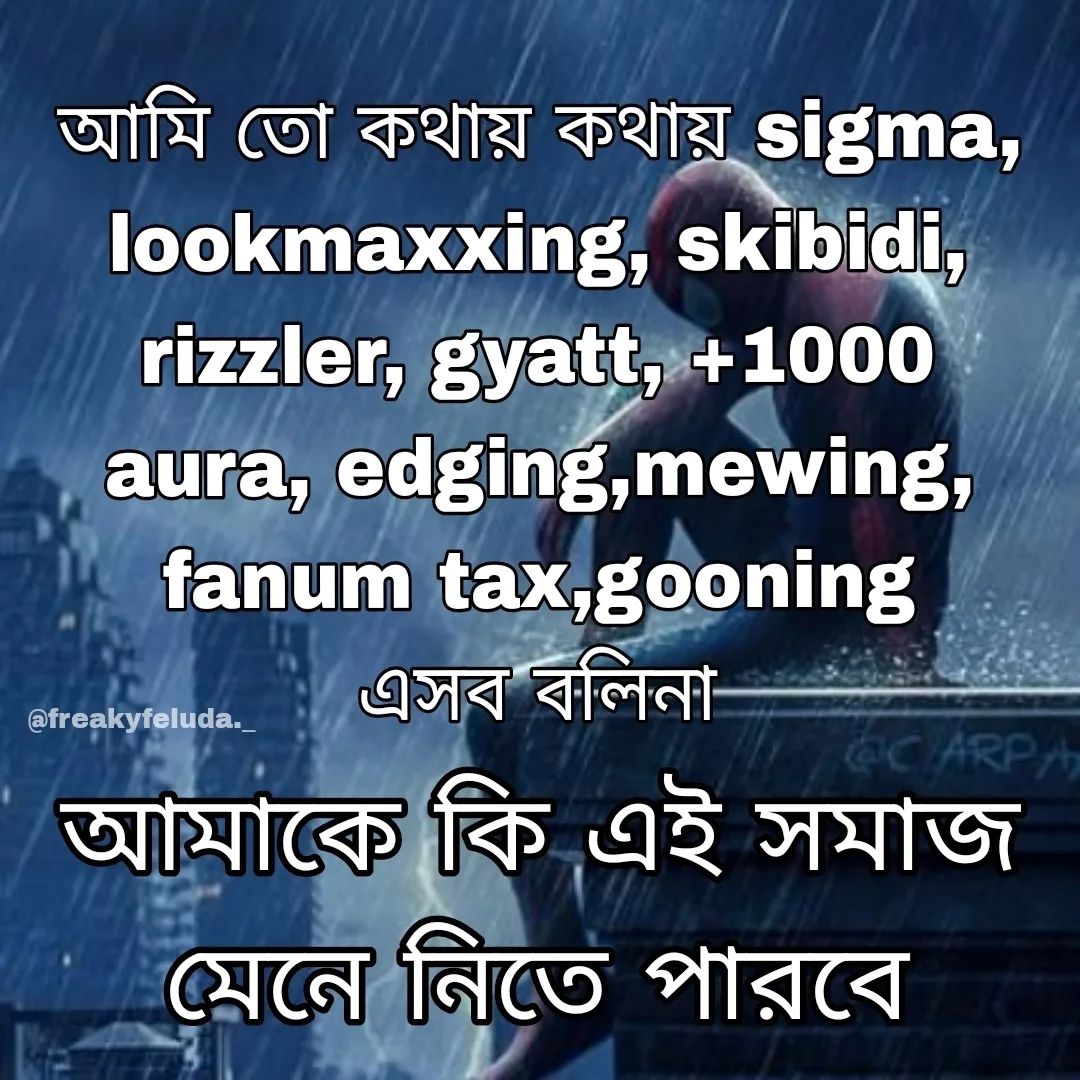 আমি তো কথায় কথায় sigma,
lookmaxxing, skibidi,
rizzler, gyatt, +1000
aura, edging,mewing,
fanum tax,gooning
এসব বলিনা
@freakyfeluda._
আমাকে কি এই সমাজ
মেনে নিতে পারবে